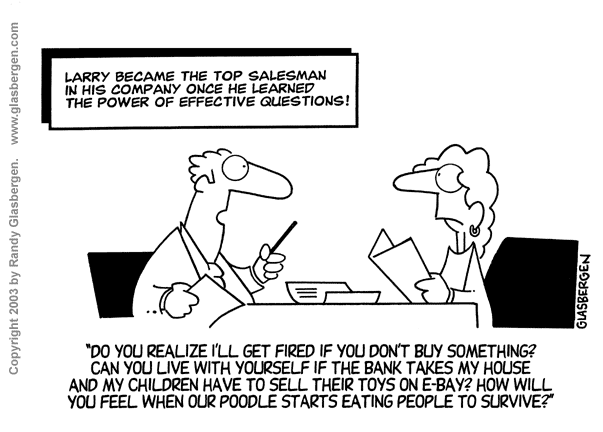 LARRY BECAME THE TOP SALESMAN
IN HIS COMPANY ONCE HE LEARNED
THE POWER OF EFFECTIVE QUESTIONS!
Copyright 2003 by Randy Glasbergen. www.glasbergen.com
GLASBERGEN
"DO YOU REALIZE I'LL GET FIRED IF YOU DON'T BUY SOMETHING?
CAN YOU LIVE WITH YOURSELF IF THE BANK TAKES MY HOUSE
AND MY CHILDREN HAVE TO SELL THEIR TOYS ON E-BAY? HOW WILL
YOU FEEL WHEN OUR POODLE STARTS EATING PEOPLE TO SURVIVE?"